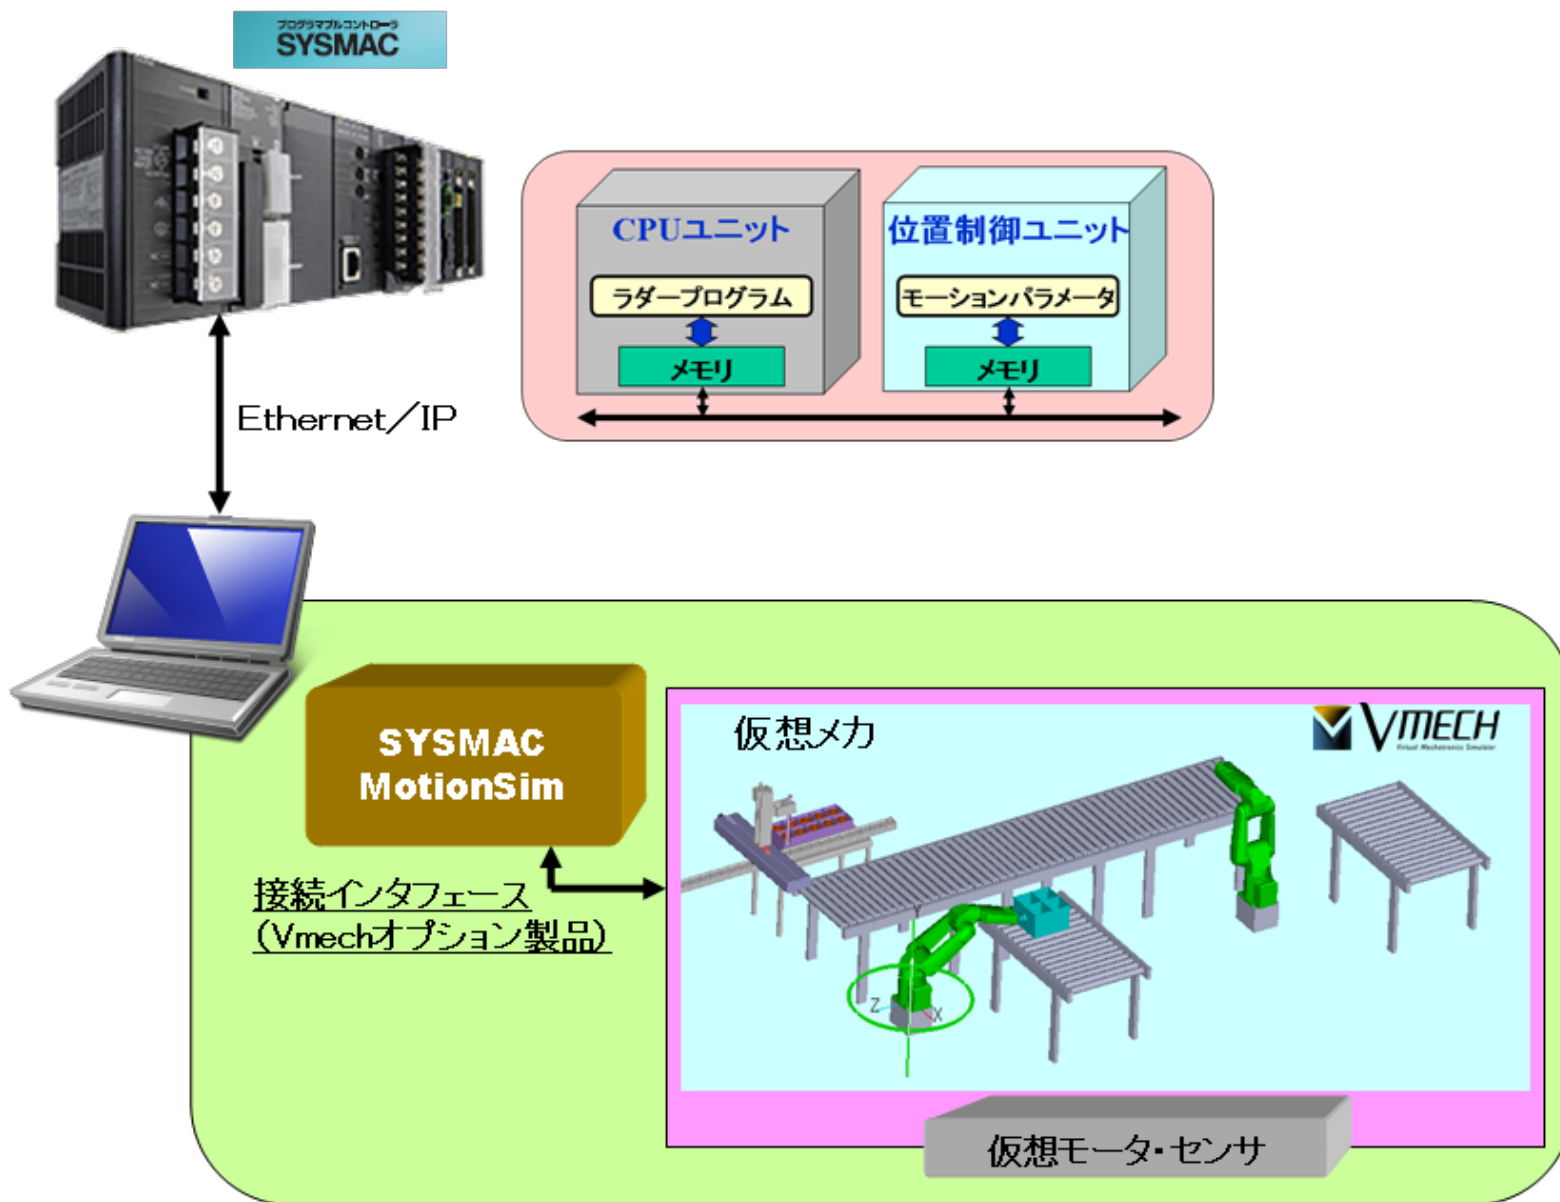 プログラマブルコントローラ
SYSMAC
CPUユニット
位置制御ユニット
ラダープログラム
モーションパラメータ
メモリ
メモリ
Ethernet/IP
SYSMAC
MotionSim
仮想メカ
VMECH
Virtual Mechatronics Simulator
接続インタフェース
(Vmechオプション製品)
Z
X
仮想モータ・センサ